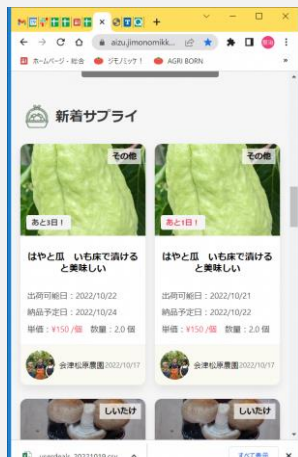 aizu.jimonomikk...
ホームページ - 総合
ジモノミッケ!
AGRI BORN
»
新着サプライ
その他
その他
あと3日!
あと1日!
はやと瓜 いも床で漬けると美味しい
はやと瓜 いも床で漬けると美味しい
出荷可能日:2022/10/22
出荷可能日:2022/10/21
納品予定日:2022/10/24
納品予定日:2022/10/22
単価:¥150 /個 数量:2.0 個
単価:¥150 /個 数量:2.0 個
会津松原農園 2022/10/17
会津松原農園 2022/10/17
しいたけ
しいたけ
すべて表示